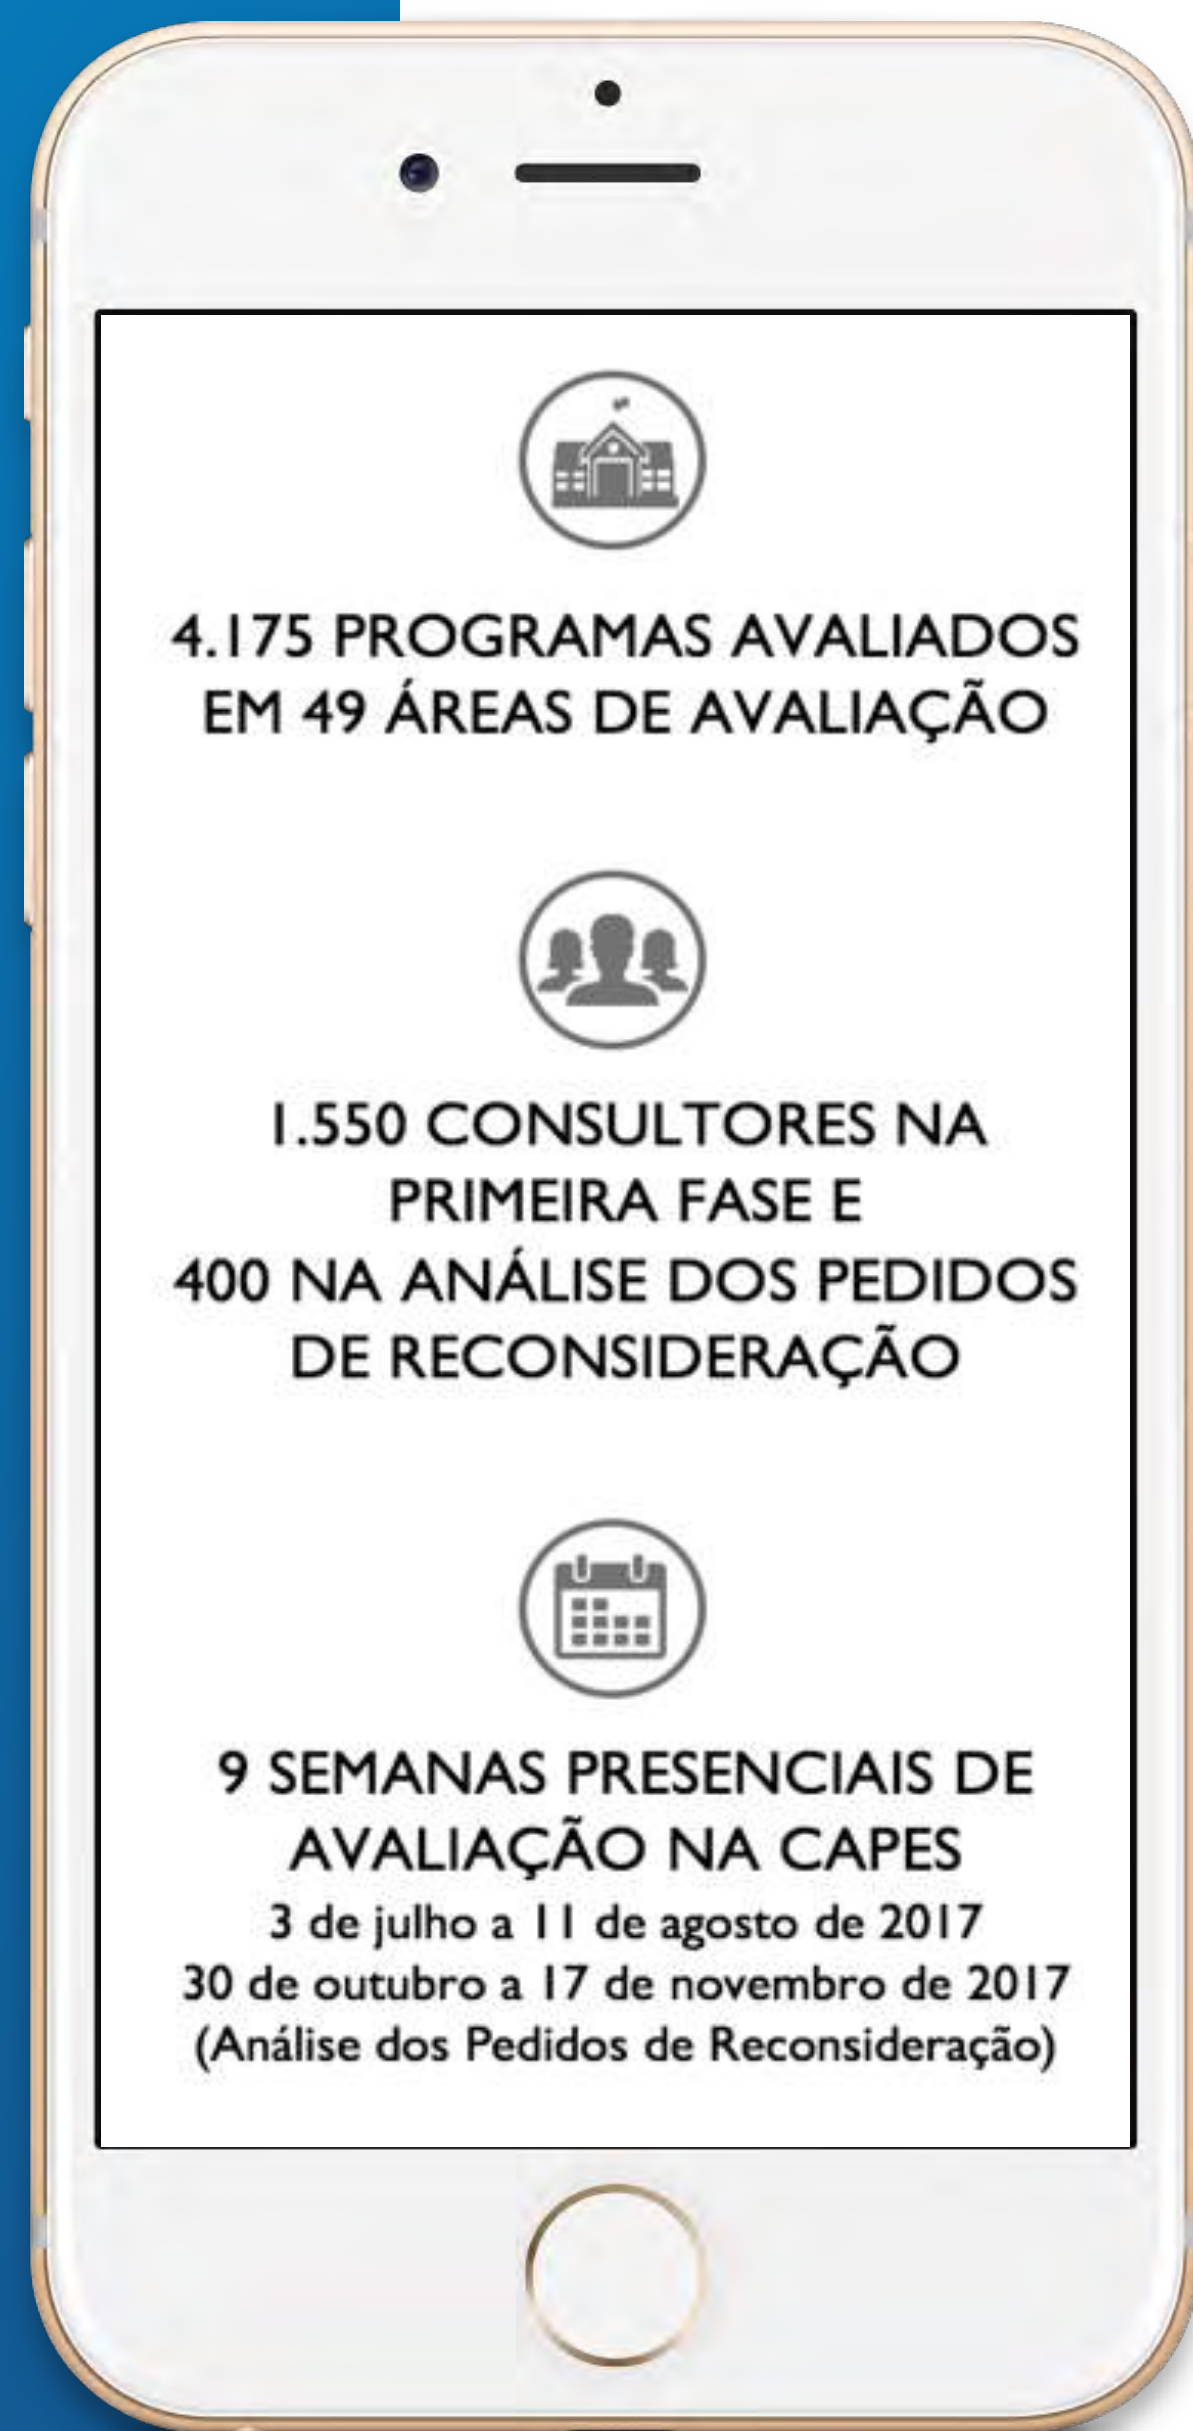 4.175 PROGRAMAS AVALIADOS
EM 49 ÁREAS DE AVALIAÇÃO
1.550 CONSULTORES NA
PRIMEIRA FASE E
400 NA ANÁLISE DOS PEDIDOS
DE RECONSIDERAÇÃO
9 SEMANAS PRESENCIAIS DE
AVALIAÇÃO NA CAPES
3 de julho a 11 de agosto de 2017
30 de outubro a 17 de novembro de 2017
(Análise dos Pedidos de Reconsideração)